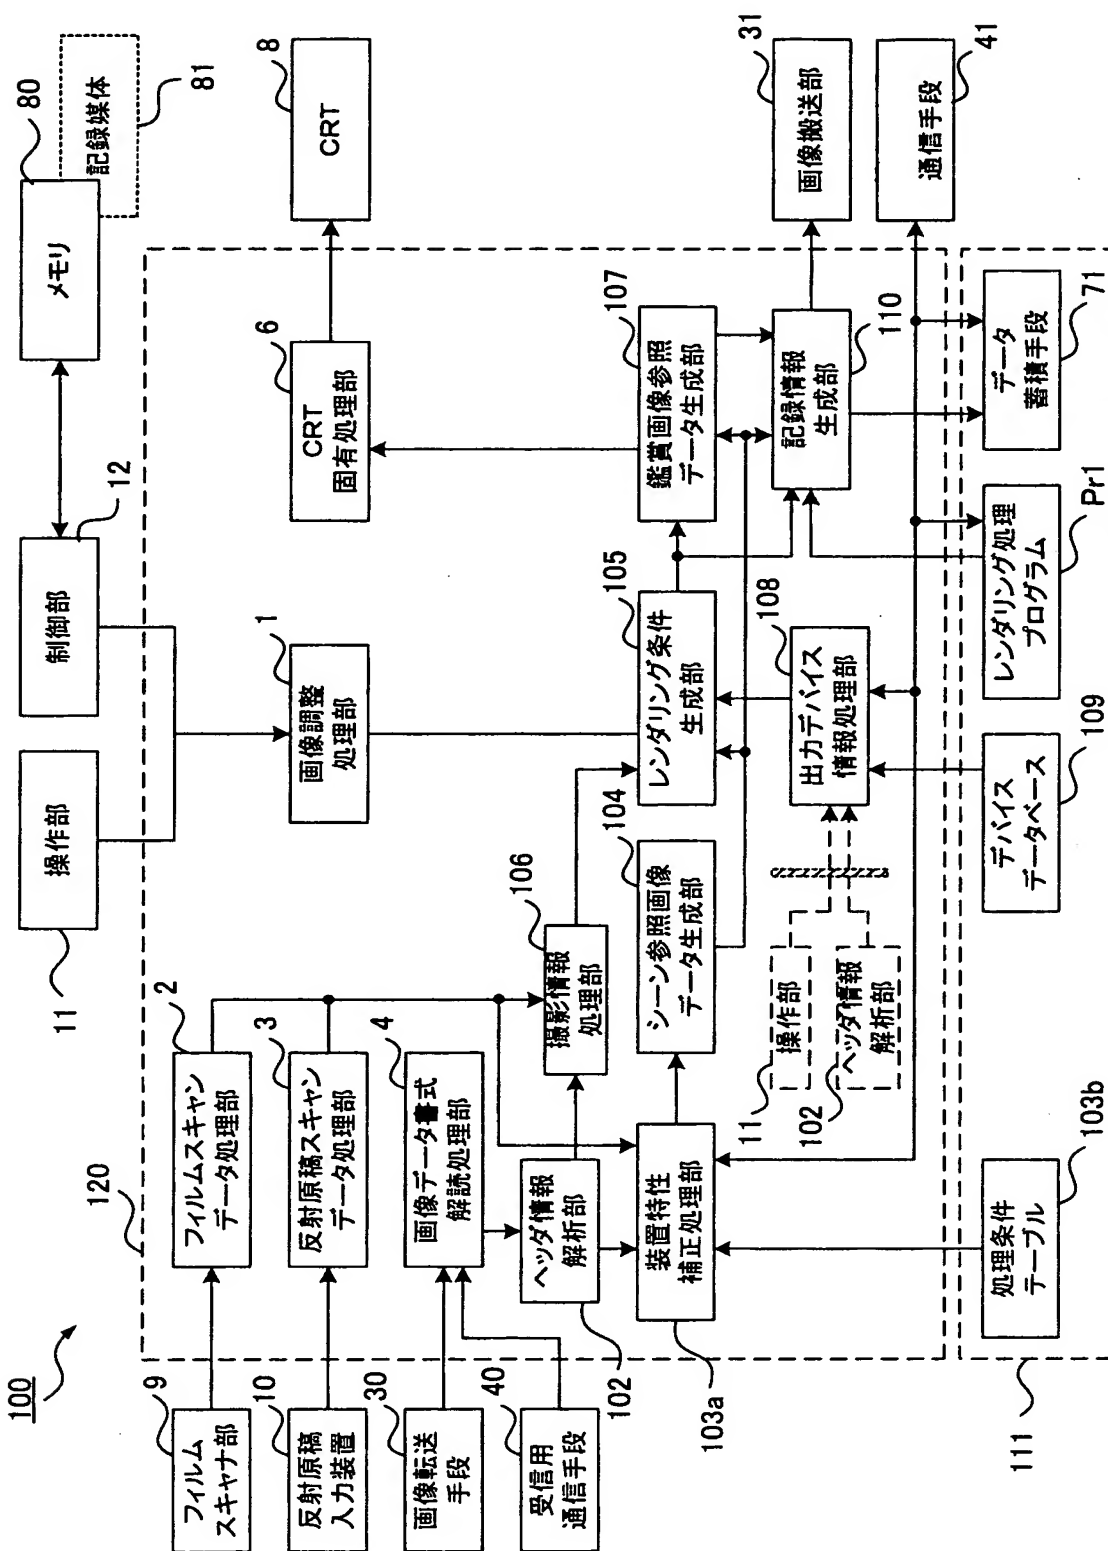 100
120
11
操作部
12
制御部
80
メモリ
81
記録媒体
9
フィルム
スキャナ部
10
反射原稿
入力装置
30
画像転送
手段
40
受信用
通信手段
2
フィルムスキャン
データ処理部
3
反射原稿スキャン
データ処理部
4
画像データ書式
解読処理部
1
画像調整
処理部
6
CRT
固有処理部
8
CRT
ヘッダ情報
解析部
102
106
撮影情報
処理部
装置特性
補正処理部
103a
104
シーン参照画像
データ生成部
105
レンダリング条件
生成部
107
鑑賞画像参照
データ生成部
31
画像搬送部
11
操作部
102
ヘッダ情報
解析部
108
出力デバイス
情報処理部
記録情報
生成部
110
41
通信手段
111
処理条件
テーブル
103b
デバイス
データベース
109
レンダリング処理
プログラム
Pr1
データ
蓄積手段
71